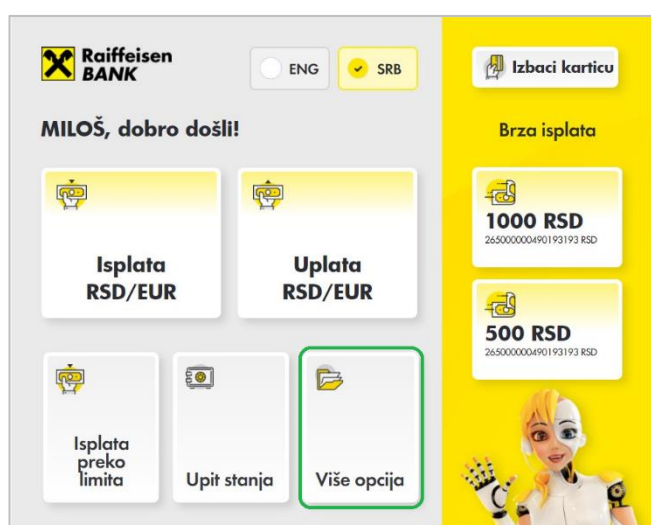 Raiffeisen
BANK
ENG
SRB
MILOŠ, dobro došli!
Isplata
RSD/EUR
Uplata
RSD/EUR
Isplata
preko
limita
Upit stanja
Više opcija
Izbaci karticu
Brza isplata
1000 RSD
265000000490193193 RSD
500 RSD
265000000490193193 RSD